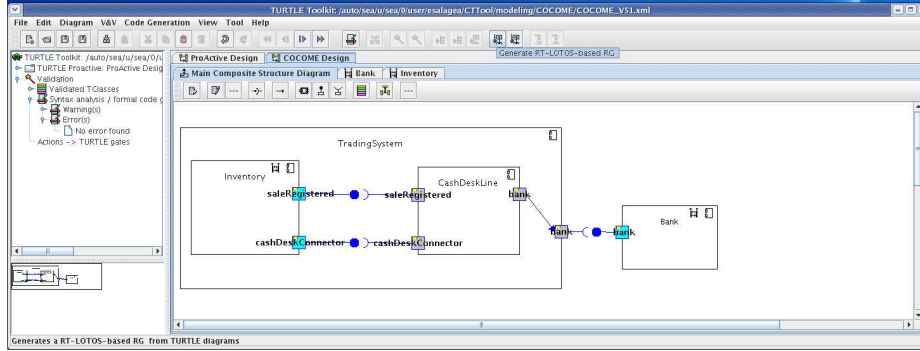 TURTLE Toolkit: /auto/sea/u/sea/0/user/esalagea/CTTool/modeling/COCOME/COCOME_V51.xml
File Edit Diagram V&V Code Generation View Tool Help
Generate RT-LOTOS-based RG
TURTLE Toolkit: /auto/sea/u/sea/0/u
TURTLE Proactive: ProActive Desig
Validation
Validated TClasses
Syntax analysis / formal code g
Warning(s)
Error(s)
No error found
Actions -> TURTLE gates
ProActive Design COCOME Design
Main Composite Structure Diagram Bank Inventory
TradingSystem
Inventory
CashDeskLine
saleRegistered
saleRegistered
bank
cashDeskConnector
cashDeskConnector
bank
bank
Bank
Generates a RT-LOTOS-based RG from TURTLE diagrams